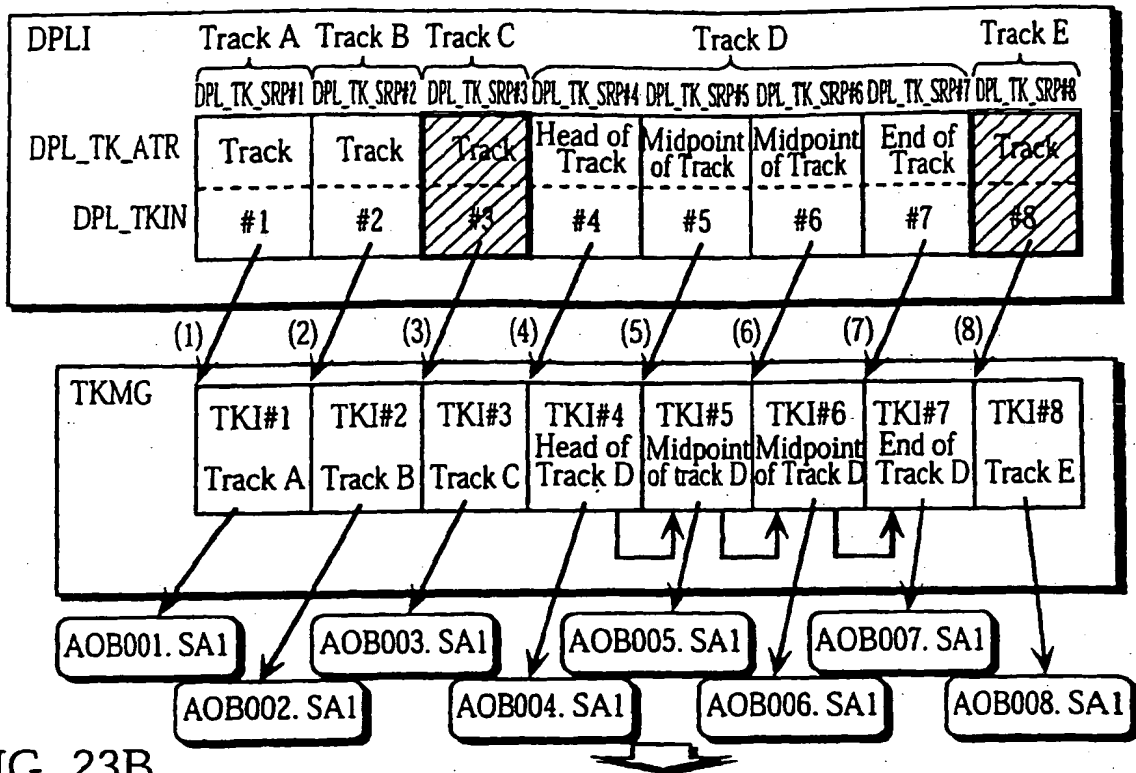 DPLI Track A Track B Track C Track D Track E
DPL_TK_SRP#1 DPL_TK_SRP#2 DPL_TK_SRP#3 DPL_TK_SRP#4 DPL_TK_SRP#5 DPL_TK_SRP#6 DPL_TK_SRP#7 DPL_TK_SRP#8
DPL_TK_ATR Track Track Track Head of Track Midpoint of Track Midpoint of Track End of Track Track
DPL_TKIN #1 #2 #3 #4 #5 #6 #7 #8
(1) (2) (3) (4) (5) (6) (7) (8)
TKMG
TKI#1 TKI#2 TKI#3 TKI#4 TKI#5 TKI#6 TKI#7 TKI#8
Track A Track B Track C Head of Track D Midpoint of track D Midpoint of Track D End of Track D Track E
AOB001. SA1 AOB003. SA1 AOB005. SA1 AOB007. SA1
AOB002. SA1 AOB004. SA1 AOB006. SA1 AOB008. SA1
IG. 23B